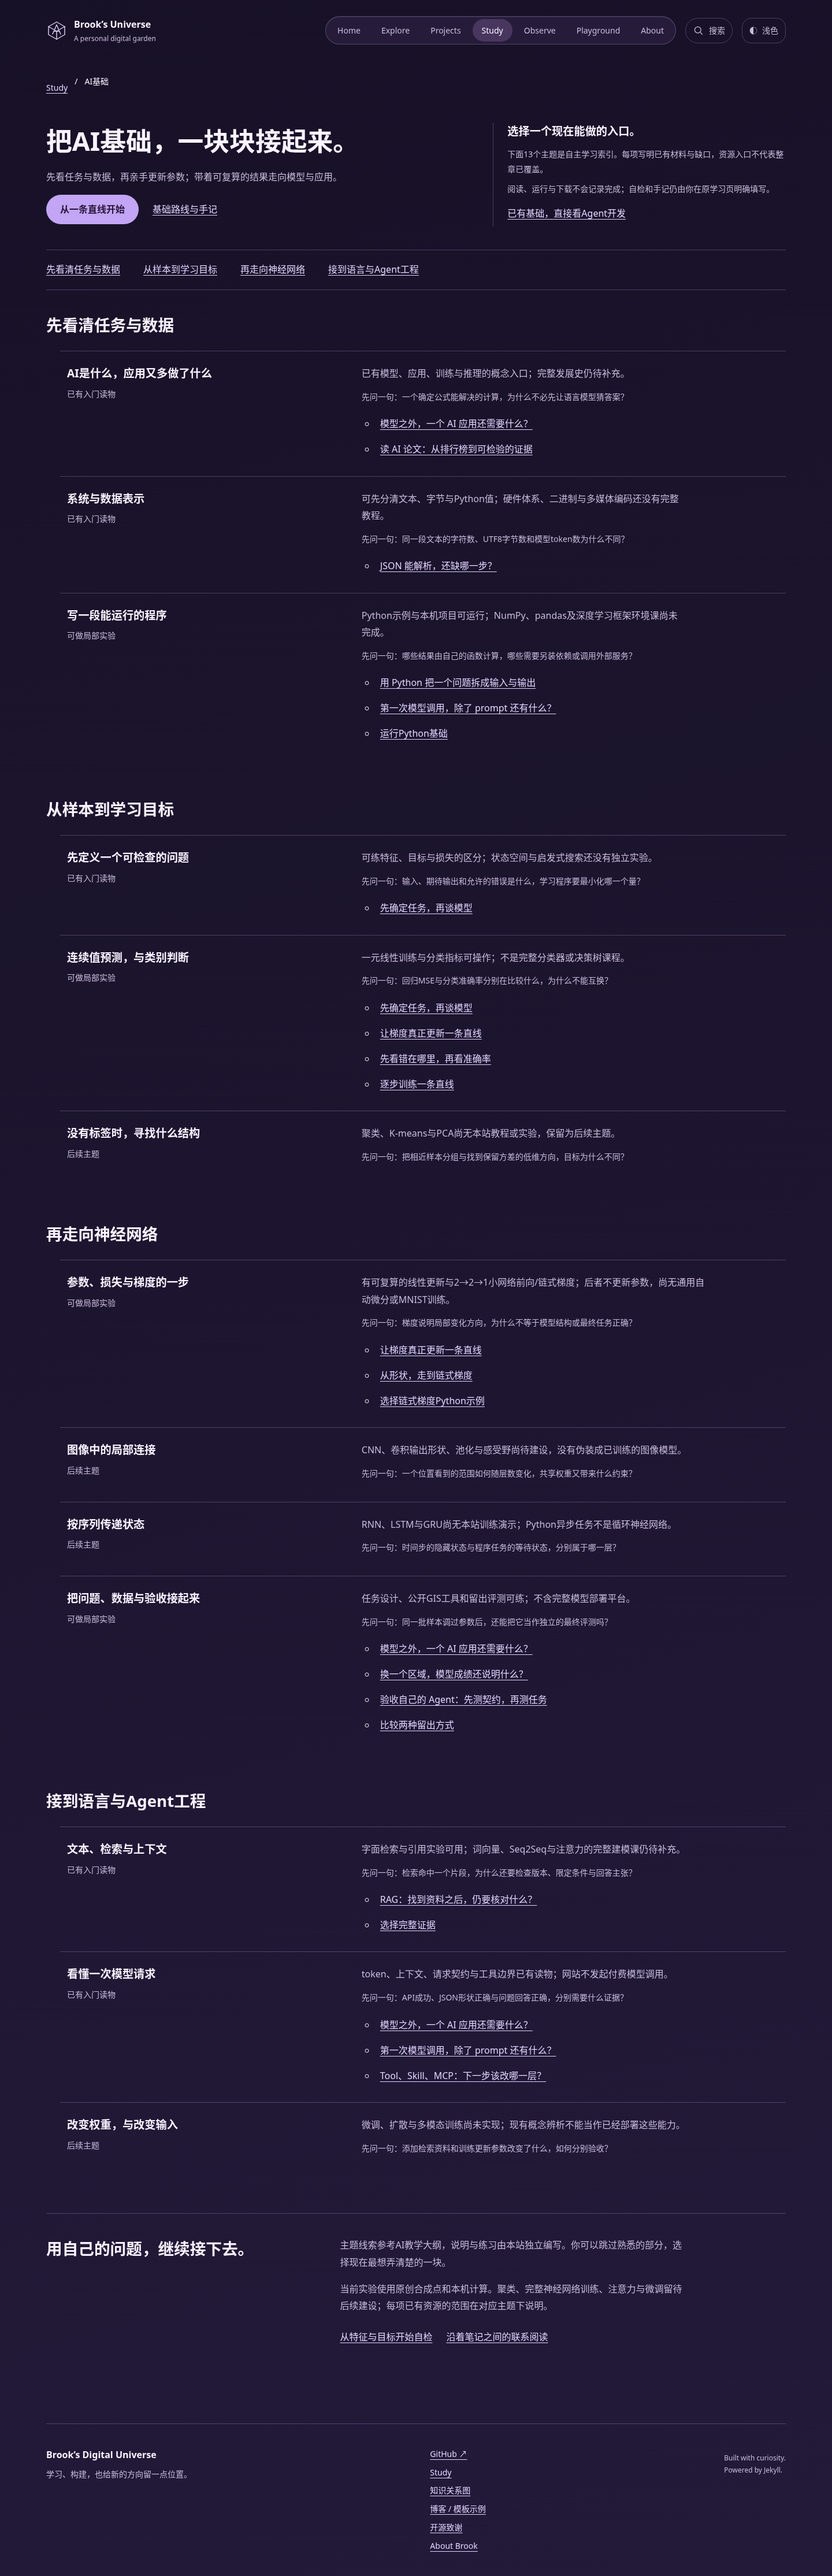 Brook’s Universe
A personal digital garden
Home
Explore
Projects
Study
Observe
Playground
About
搜索
浅色
Study
/
AI基础
把AI基础，一块块接起来。
先看任务与数据，再亲手更新参数；带着可复算的结果走向模型与应用。
从一条直线开始
基础路线与手记
选择一个现在能做的入口。
下面13个主题是自主学习索引。每项写明已有材料与缺口，资源入口不代表整
章已覆盖。
阅读、运行与下载不会记录完成；自检和手记仍由你在原学习页明确填写。
已有基础，直接看Agent开发
先看清任务与数据
从样本到学习目标
再走向神经网络
接到语言与Agent工程
先看清任务与数据
AI是什么，应用又多做了什么
已有入门读物
已有模型、应用、训练与推理的概念入口；完整发展史仍待补充。
先问一句：一个确定公式能解决的计算，为什么不必先让语言模型猜答案？
模型之外，一个 AI 应用还需要什么？
读 AI 论文：从排行榜到可检验的证据
系统与数据表示
已有入门读物
可先分清文本、字节与Python值；硬件体系、二进制与多媒体编码还没有完整
教程。
先问一句：同一段文本的字符数、UTF8字节数和模型token数为什么不同？
JSON 能解析，还缺哪一步？
写一段能运行的程序
可做局部实验
Python示例与本机项目可运行；NumPy、pandas及深度学习框架环境课尚未
完成。
先问一句：哪些结果由自己的函数计算，哪些需要另装依赖或调用外部服务？
用 Python 把一个问题拆成输入与输出
第一次模型调用，除了 prompt 还有什么？
运行Python基础
从样本到学习目标
先定义一个可检查的问题
已有入门读物
可练特征、目标与损失的区分；状态空间与启发式搜索还没有独立实验。
先问一句：输入、期待输出和允许的错误是什么，学习程序要最小化哪一个量？
先确定任务，再谈模型
连续值预测，与类别判断
可做局部实验
一元线性训练与分类指标可操作；不是完整分类器或决策树课程。
先问一句：回归MSE与分类准确率分别在比较什么，为什么不能互换？
先确定任务，再谈模型
让梯度真正更新一条直线
先看错在哪里，再看准确率
逐步训练一条直线
没有标签时，寻找什么结构
后续主题
聚类、K-means与PCA尚无本站教程或实验，保留为后续主题。
先问一句：把相近样本分组与找到保留方差的低维方向，目标为什么不同？
再走向神经网络
参数、损失与梯度的一步
可做局部实验
有可复算的线性更新与2→2→1小网络前向/链式梯度；后者不更新参数，尚无通用自
动微分或MNIST训练。
先问一句：梯度说明局部变化方向，为什么不等于模型结构或最终任务正确？
让梯度真正更新一条直线
从形状，走到链式梯度
选择链式梯度Python示例
图像中的局部连接
后续主题
CNN、卷积输出形状、池化与感受野尚待建设，没有伪装成已训练的图像模型。
先问一句：一个位置看到的范围如何随层数变化，共享权重又带来什么约束？
按序列传递状态
后续主题
RNN、LSTM与GRU尚无本站训练演示；Python异步任务不是循环神经网络。
先问一句：时间步的隐藏状态与程序任务的等待状态，分别属于哪一层？
把问题、数据与验收接起来
可做局部实验
任务设计、公开GIS工具和留出评测可练；不含完整模型部署平台。
先问一句：同一批样本调过参数后，还能把它当作独立的最终评测吗？
模型之外，一个 AI 应用还需要什么？
换一个区域，模型成绩还说明什么？
验收自己的 Agent：先测契约，再测任务
比较两种留出方式
接到语言与Agent工程
文本、检索与上下文
已有入门读物
字面检索与引用实验可用；词向量、Seq2Seq与注意力的完整建模课仍待补充。
先问一句：检索命中一个片段，为什么还要检查版本、限定条件与回答主张？
RAG：找到资料之后，仍要核对什么？
选择完整证据
看懂一次模型请求
已有入门读物
token、上下文、请求契约与工具边界已有读物；网站不发起付费模型调用。
先问一句：API成功、JSON形状正确与问题回答正确，分别需要什么证据？
模型之外，一个 AI 应用还需要什么？
第一次模型调用，除了 prompt 还有什么？
Tool、Skill、MCP：下一步该改哪一层？
改变权重，与改变输入
后续主题
微调、扩散与多模态训练尚未实现；现有概念辨析不能当作已经部署这些能力。
先问一句：添加检索资料和训练更新参数改变了什么，如何分别验收？
用自己的问题，继续接下去。
主题线索参考AI教学大纲，说明与练习由本站独立编写。你可以跳过熟悉的部分，选
择现在最想弄清楚的一块。
当前实验使用原创合成点和本机计算。聚类、完整神经网络训练、注意力与微调留待
后续建设；每项已有资源的范围在对应主题下说明。
从特征与目标开始自检
沿着笔记之间的联系阅读
Brook’s Digital Universe
学习、构建，也给新的方向留一点位置。
GitHub ↗
Study
知识关系图
博客 / 模板示例
开源致谢
About Brook
Built with curiosity.
Powered by Jekyll.